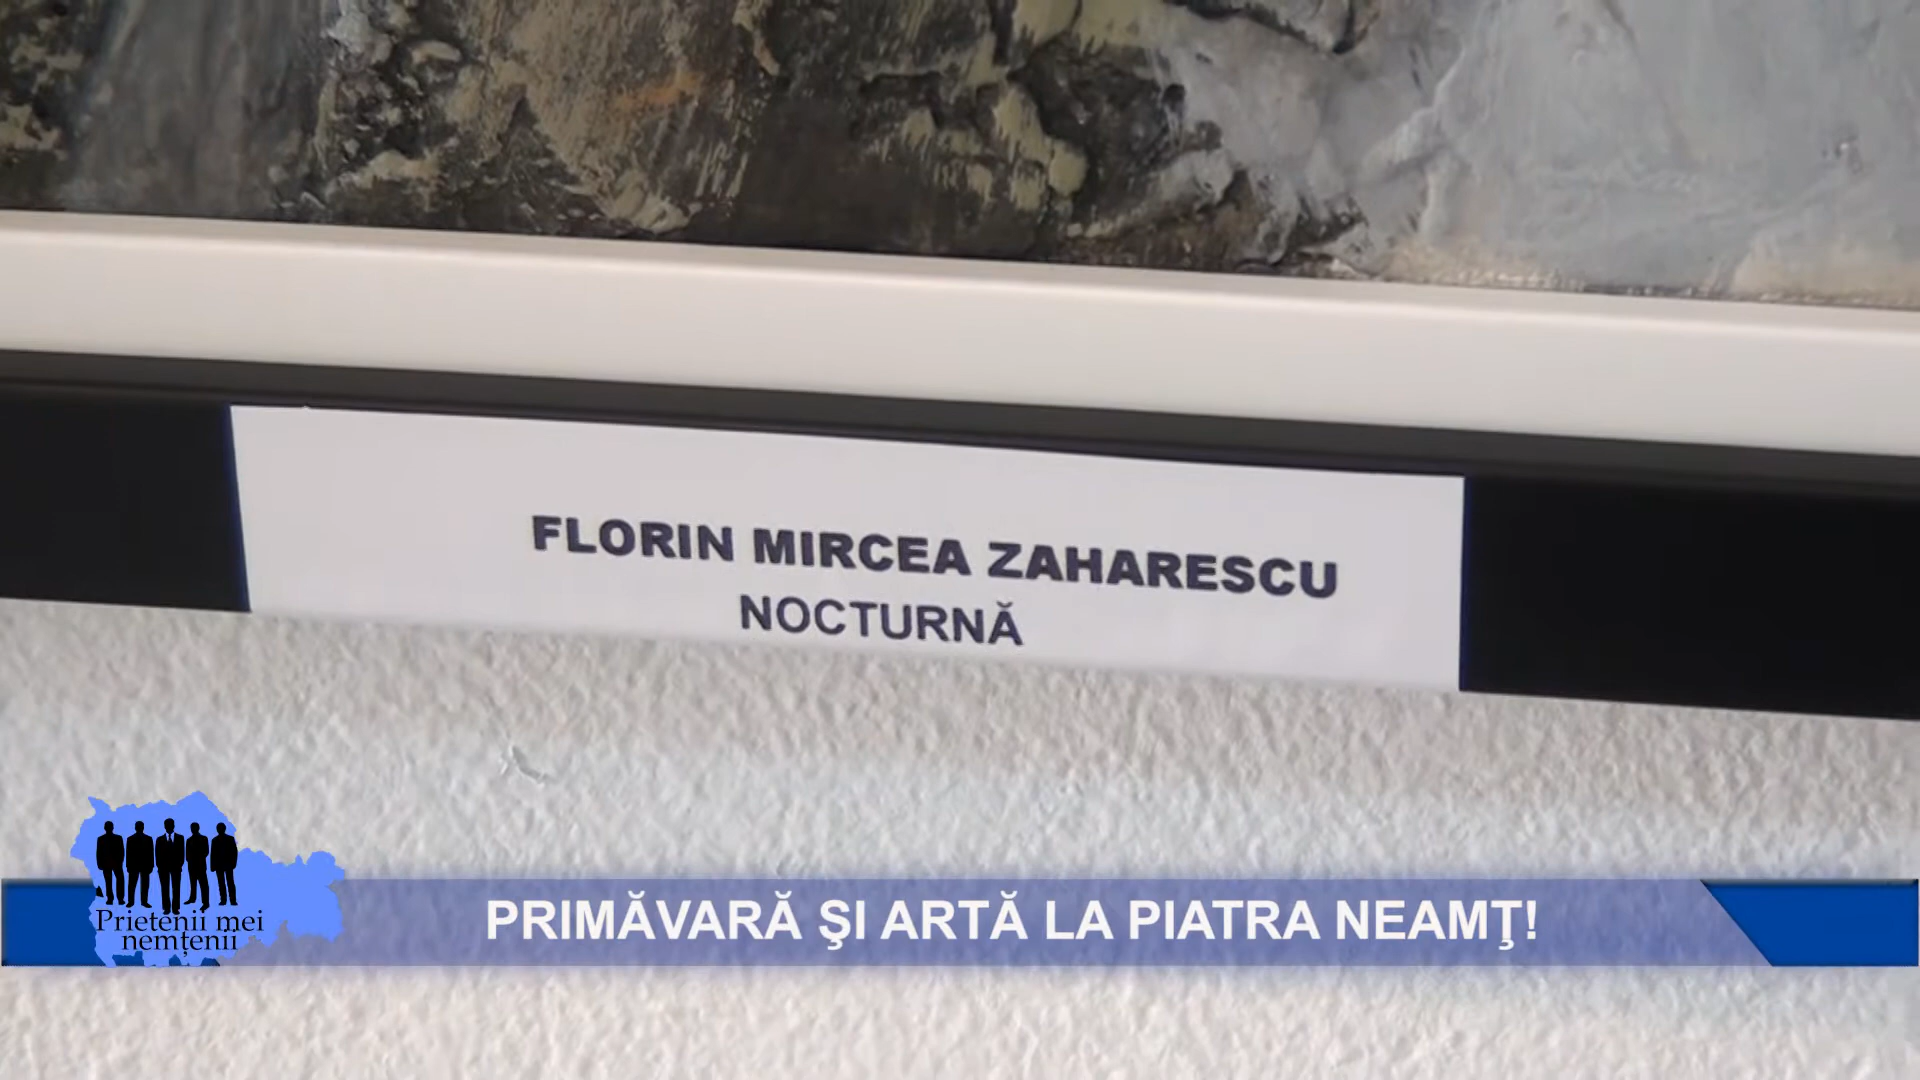 FLORIN MIRCEA ZAHARESCU
NOCTURNĂ
Prietenii mei
nemțenii
PRIMĂVARĂ ŞI ARTĂ LA PIATRA NEAMŢ!